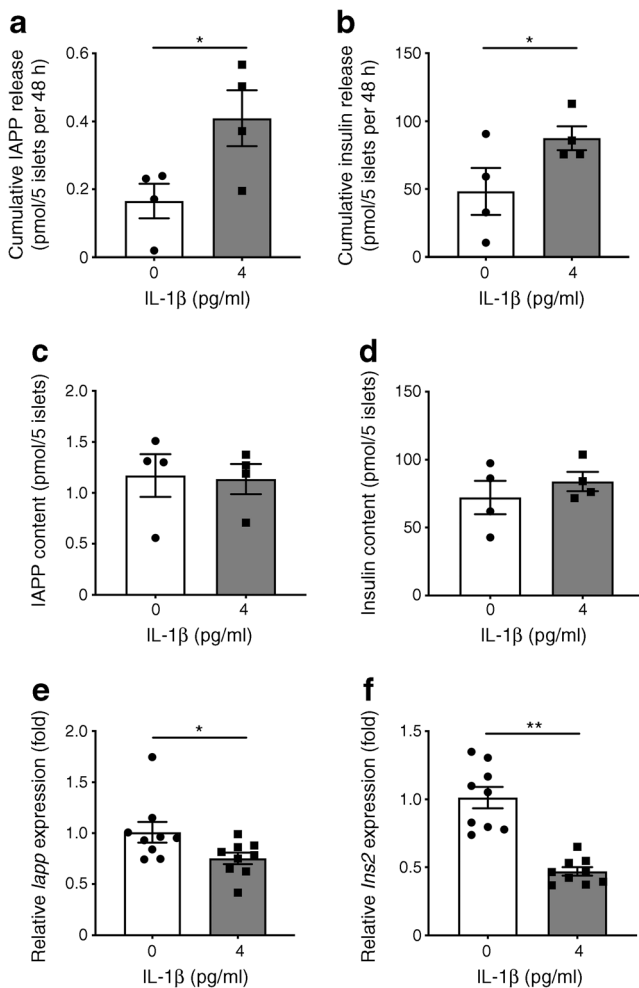 a
Cumulative IAPP release
(pmol/5 islets per 48 h)
0.6
0.4
0.2
0
*
0
4
IL-1β (pg/ml)
b
Cumulative insulin release
(pmol/5 islets per 48 h)
150
100
50
0
*
0
4
IL-1β (pg/ml)
c
IAPP content (pmol/5 islets)
2.0
1.5
1.0
0.5
0
0
4
IL-1β (pg/ml)
d
Insulin content (pmol/5 islets)
150
100
50
0
0
4
IL-1β (pg/ml)
e
Relative Iapp expression (fold)
2.0
1.5
1.0
0.5
0
*
0
4
IL-1β (pg/ml)
f
Relative Ins2 expression (fold)
1.5
1.0
0.5
0
**
0
4
IL-1β (pg/ml)